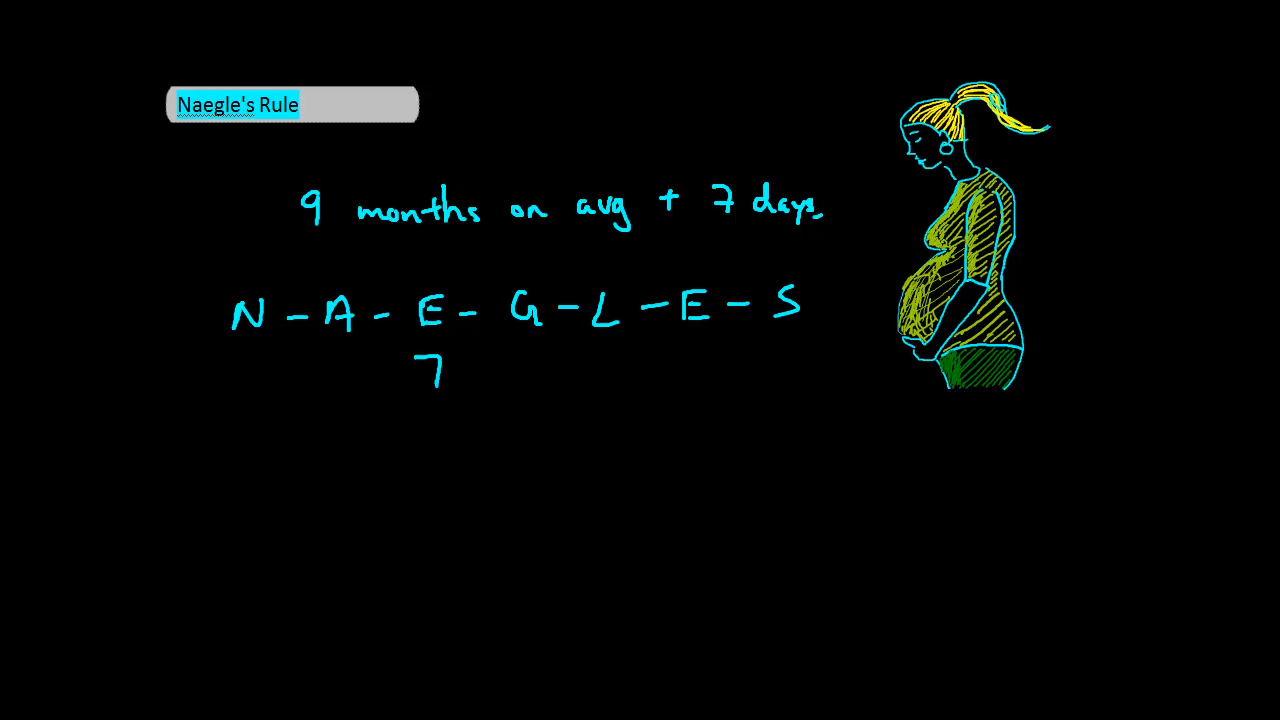 Naegle's Rule
9 months on avg + 7 days
N - A - E - G - L - E - S
7